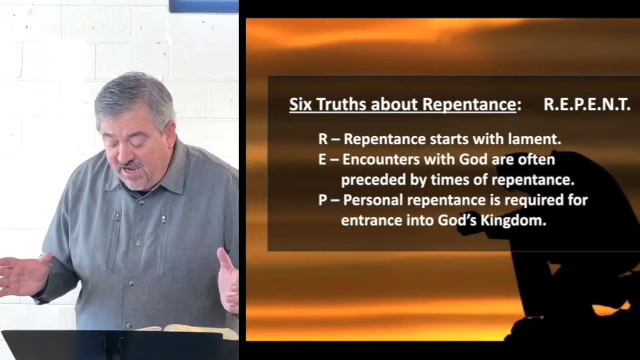 Six Truths about Repentance:    R.E.P.E.N.T.
R – Repentance starts with lament.
E – Encounters with God are often
preceded by times of repentance.
P – Personal repentance is required for
entrance into God's Kingdom.